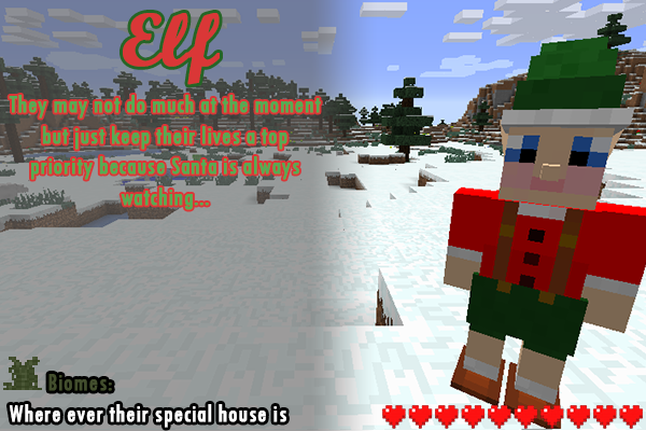 Elf
They may not do much at the moment
but just keep their lives a top
priority because Santa is always
watching...
Biomes:
Where ever their special house is